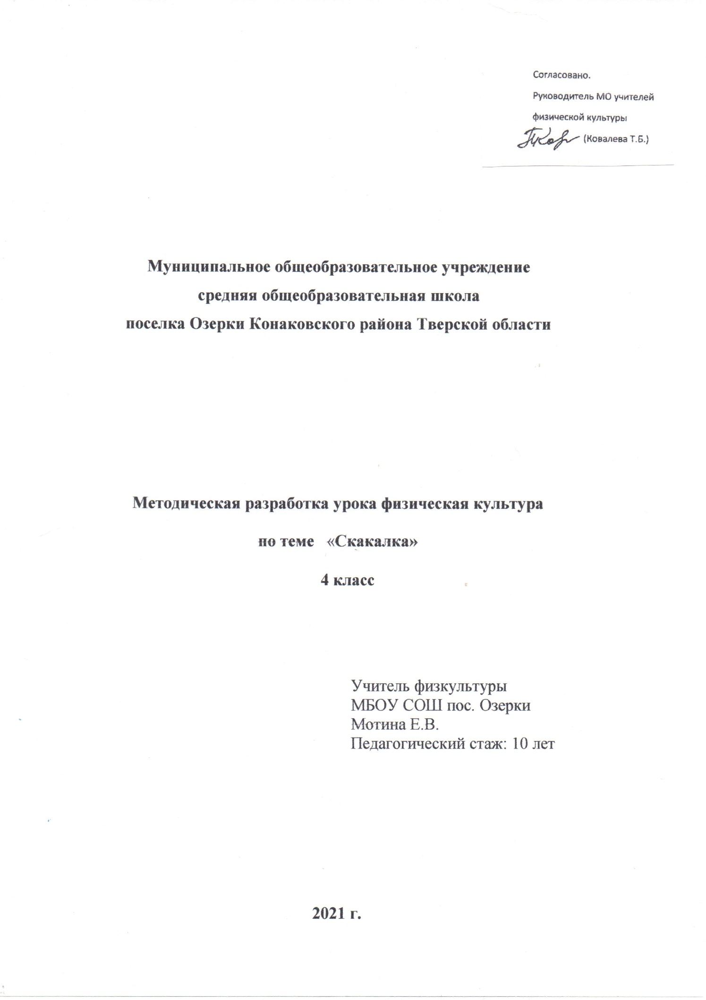 Согласовано.
Руководитель МО учителей
физической культуры
(Ковалева Т.Б.)
Муниципальное общеобразовательное учреждение
средняя общеобразовательная школа
поселка Озерки Конаковского района Тверской области
Методическая разработка урока физическая культура
по теме «Скакалка»
4 класс
Учитель физкультуры
МБОУ СОШ пос. Озерки
Мотина Е.В.
Педагогический стаж: 10 лет
2021 г.